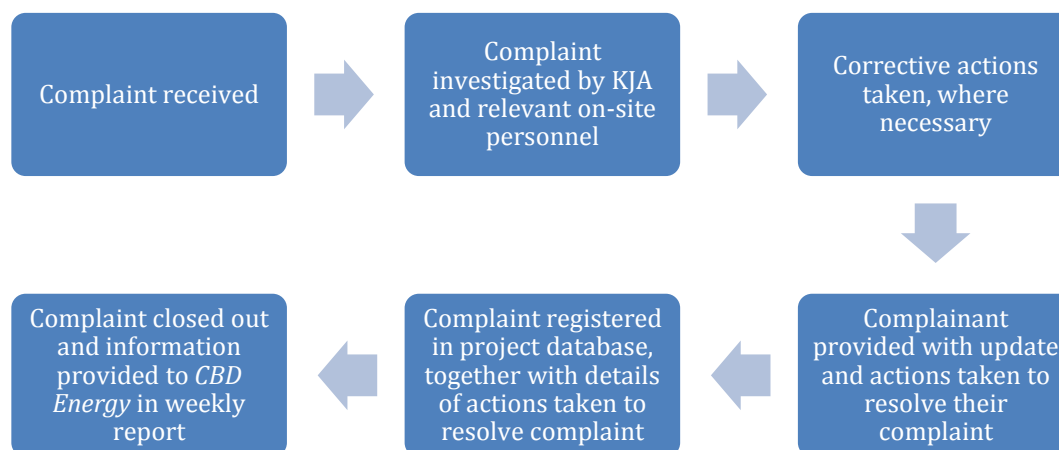 Complaint received
Complaint
investigated by KJA
and relevant on-site
personnel
Corrective actions
taken, where
necessary
Complainant
provided with update
and actions taken to
resolve their
complaint
Complaint registered
in project database,
together with details
of actions taken to
resolve complaint
Complaint closed out
and information
provided to CBD
Energy in weekly
report